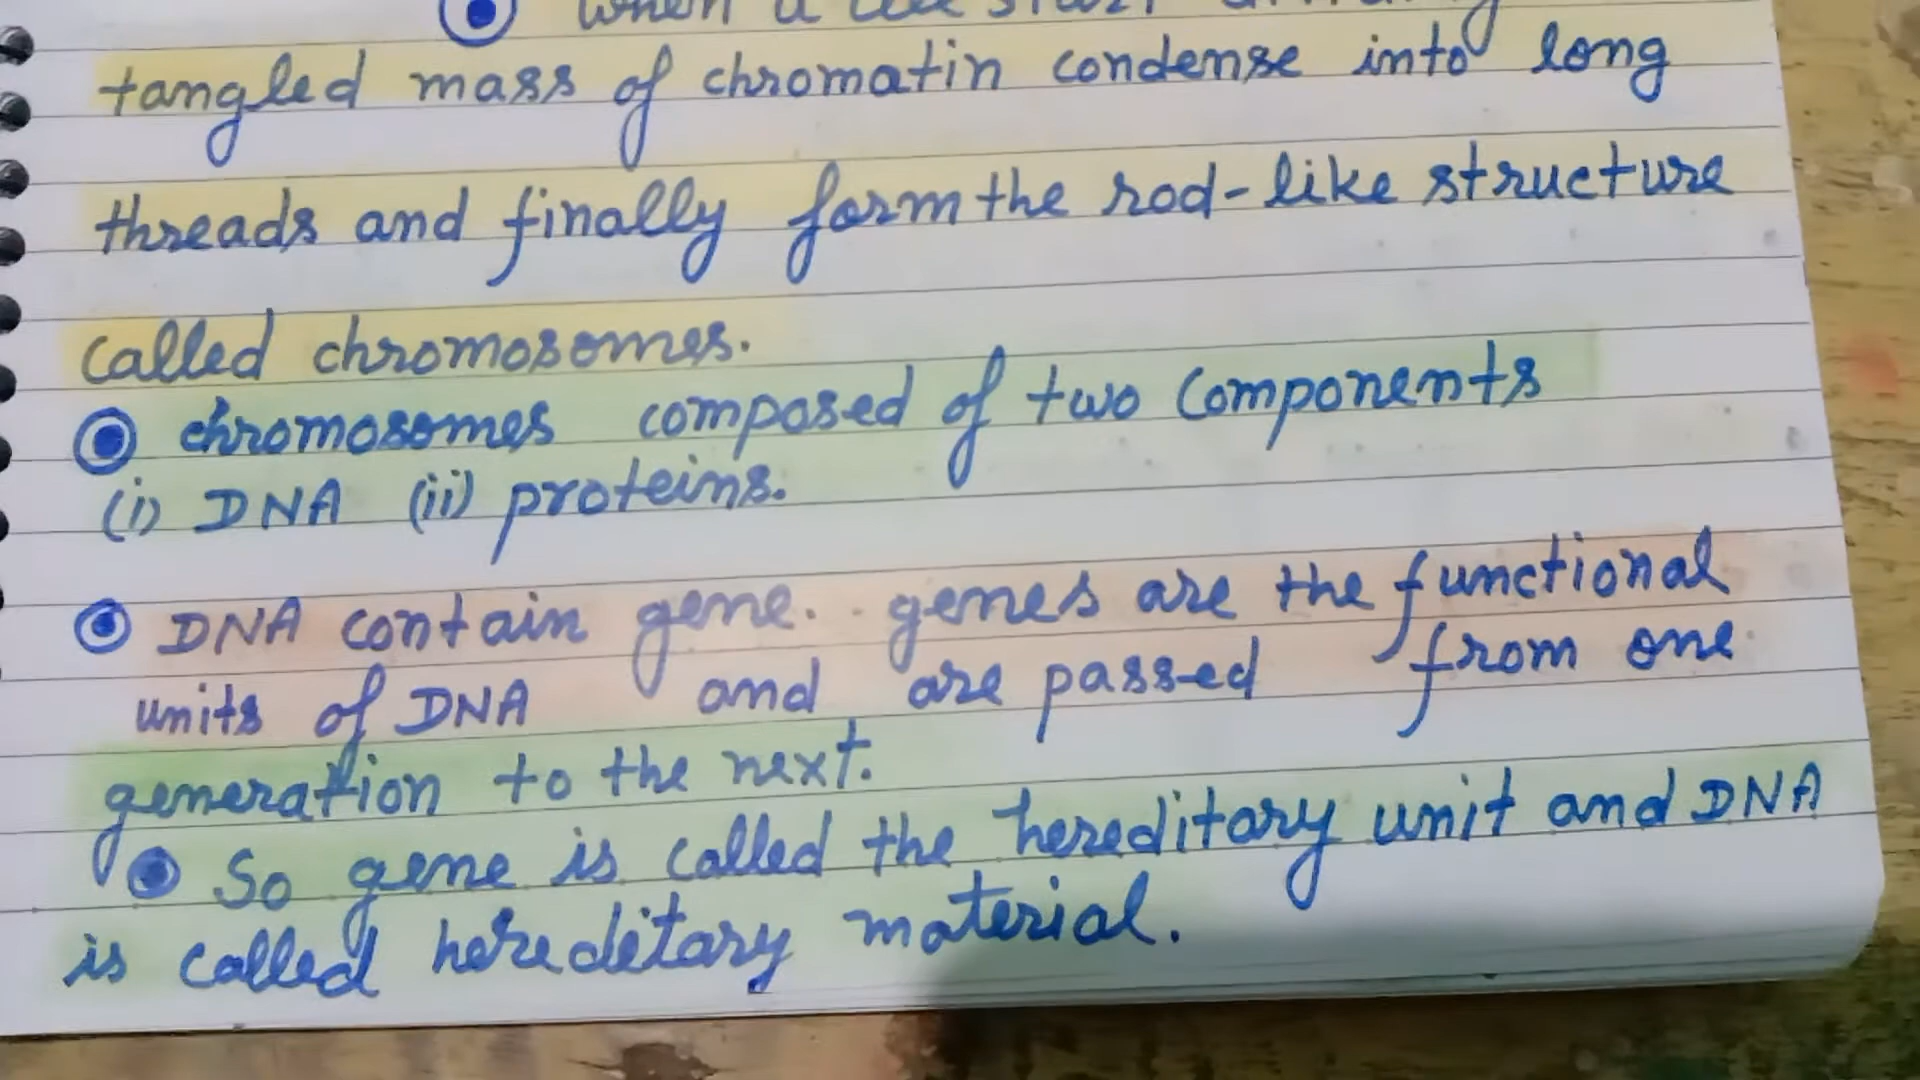 when a
tangled mass of chromatin condense into long
threads and finally form the rod-like structure
called chromosomes.
chromosomes composed of two components
(i) DNA (ii) proteins.
DNA contain gene. genes are the functional
units of DNA and are passed from one
generation to the next.
So gene is called the hereditary unit and DNA
is called hereditary material.